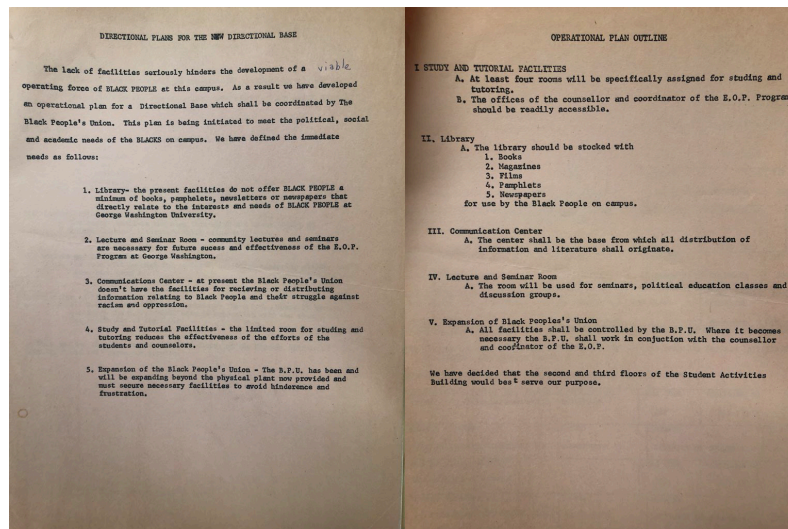 DIRECTIONAL PLANS FOR THE NEW DIRECTIONAL BASE
The lack of facilities seriously hinders the development of a viable
operating force of BLACK PEOPLE at this campus. As a result we have developed
an operational plan for a Directional Base which shall be coordinated by The
Black People's Union. This plan is being initiated to meet the political, social
and academic needs of the BLACKS on campus. We have defined the immediate
needs as follows:
1. Library- the present facilities do not offer BLACK PEOPLE a
minimum of books, pamphelets, newsletters or newspapers that
directly relate to the interests and needs of BLACK PEOPLE at
George Washington University.
2. Lecture and Seminar Room - community lectures and seminars
are necessary for future sucess and effectiveness of the E.O.P.
Program at George Washington.
3. Communications Center - at present the Black People's Union
doesn't have the facilities for recieving or distributing
information relating to Black People and their struggle against
racism and oppression.
4. Study and Tutorial Facilities - the limited room for studing and
tutoring reduces the effectiveness of the efforts of the
students and counselors.
5. Expansion of the Black People's Union - The B.P.U. has been and
will be expanding beyond the physical plant now provided and
must secure necessary facilities to avoid hinderence and
frustration.
OPERATIONAL PLAN OUTLINE
I STUDY AND TUTORIAL FACILITIES
A. At least four rooms will be specifically assigned for studing and
tutoring.
B. The offices of the counsellor and coordinator of the E.O.P. Program
should be readily accessible.
II. Library
A. The library should be stocked with
1. Books
2. Magazines
3. Films
4. Pamphlets
5. Newspapers
for use by the Black People on campus.
III. Communication Center
A. The center shall be the base from which all distribution of
information and literature shall originate.
IV. Lecture and Seminar Room
A. The room will be used for seminars, political education classes and
discussion groups.
V. Expansion of Black Peoples's Union
A. All facilities shall be controlled by the B.P.U. Where it becomes
necessary the B.P.U. shall work in conjuction with the counsellor
and coordinator of the E.O.P.
We have decided that the second and third floors of the Student Activities
Building would best serve our purpose.